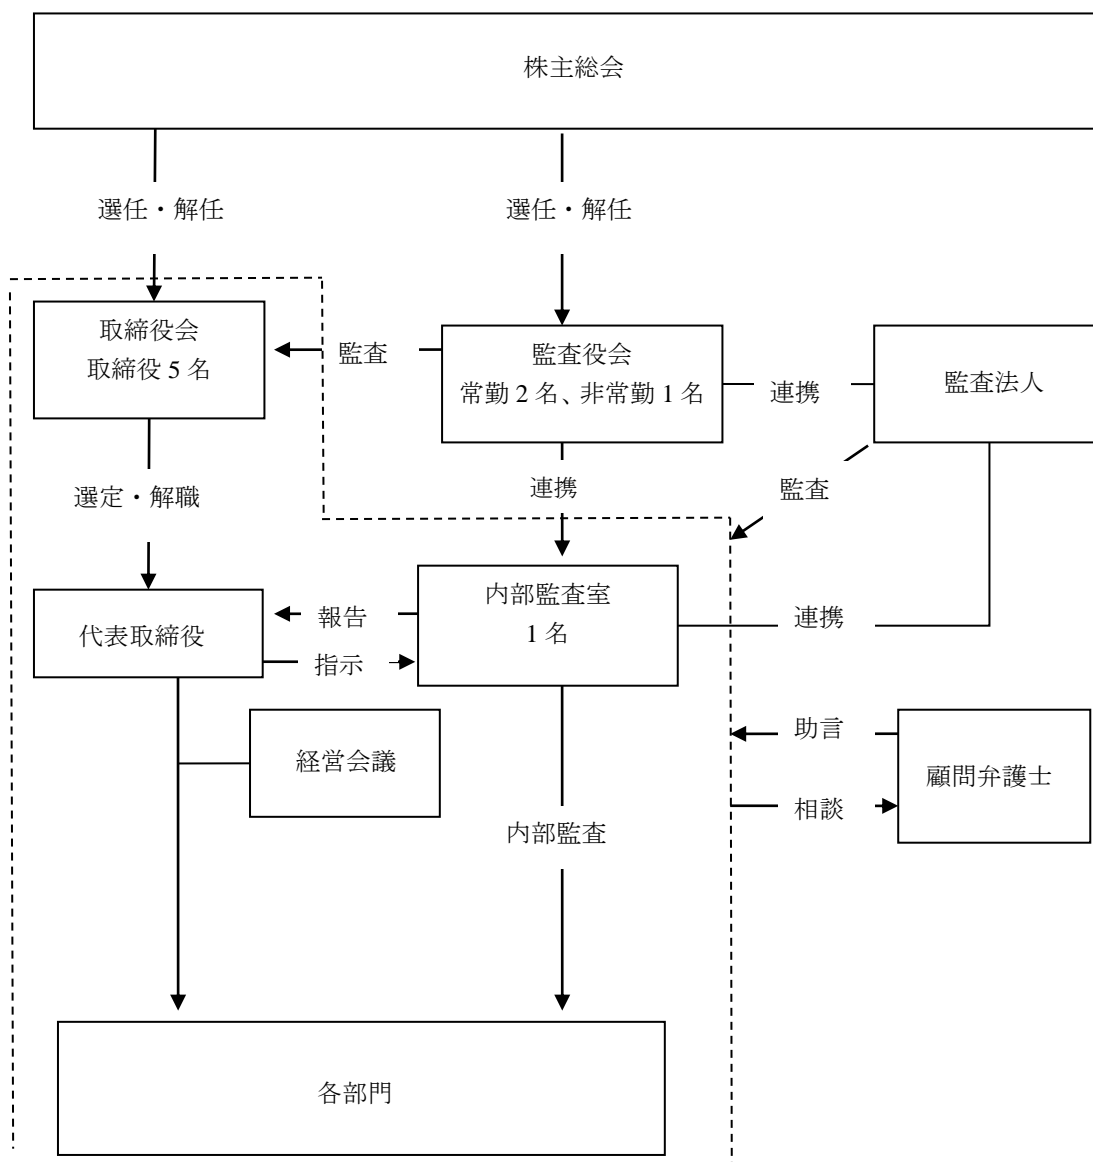 株主総会
選任・解任
選任・解任
取締役会
取締役 5 名
監査
監査役会
常勤 2 名、非常勤 1 名
連携
監査法人
選定・解職
連携
監査
代表取締役
報告
指示
内部監査室
1 名
連携
経営会議
助言
相談
顧問弁護士
内部監査
各部門